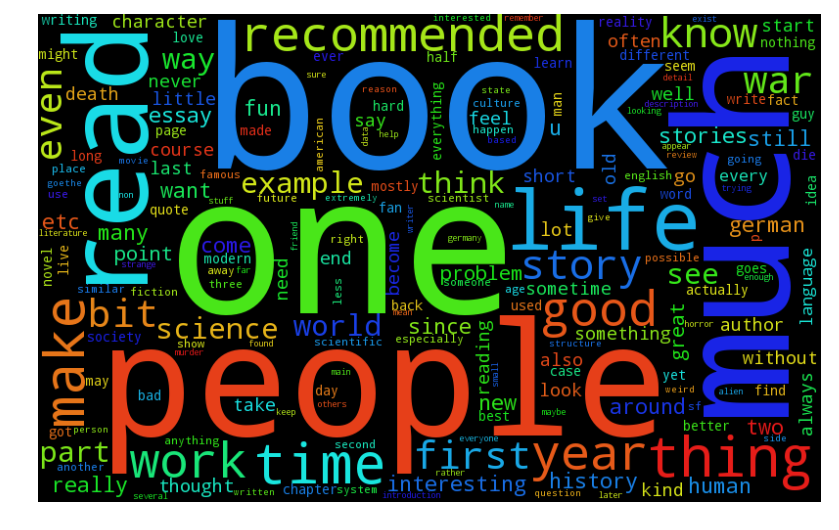 writing
character
love
might
even
way
never
death
little
essay
page
long
course
made
place
movie
last
famous
goethe
use
non
want
stuff
etc
quote
literature
many
novel
live
point
strange
similar
fiction
read
book
recommended
half
ever
sure
fun
say
hard
reason
data
help
state
culture
happen
based
feel
learn
man
u
american
everything
interested
remember
reality
different
often
know
seem
well
exist
start
nothing
detail
war
description
write
fact
guy
looking
stories
still
appear
review
going
die
english
go
every
trying
idea
old
word
short
example
think
mostly
scientist
future
extremely
fan
name
set
give
writer
one
come
modern
away
far
three
friend
right
germany
need
end
less
become
someone
problem
age
sometime
back
used
mean
life
lot
possible
story
see
p
german
goes
enough
actually
much
language
make
bit
science
society
show
found
murder
world
scientific
since
especially
good
something
structure
great
horror
author
without
people
may
bad
main
day
others
take
keep
got
person
reading
new
best
small
also
case
look
maybe
around
yet
weird
sf
alien
find
better
two
side
always
part
another
anything
work
time
second
everyone
first
year
thing
really
thought
several
written
chapter
system
introduction
rather
interesting
question
history
later
kind
human